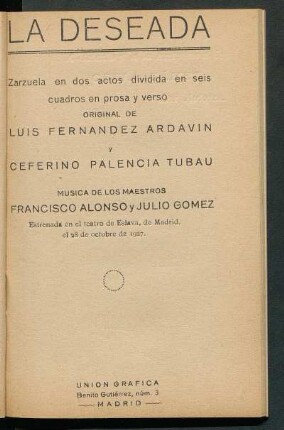 LA DESEADA
Zarzuela en dos actos dividida en seis
cuadros en prosa y verso
ORIGINAL DE
LUIS FERNANDEZ ARDAVIN
y
CEFERINO PALENCIA TUBAU
MUSICA DE LOS MAESTROS
FRANCISCO ALONSO y JULIO GOMEZ
Estrenada en el teatro de Eslava, de Madrid,
el 28 de octubre de 1927.
UNION GRAFICA
Benito Gutiérrez, núm. 3
— MADRID —